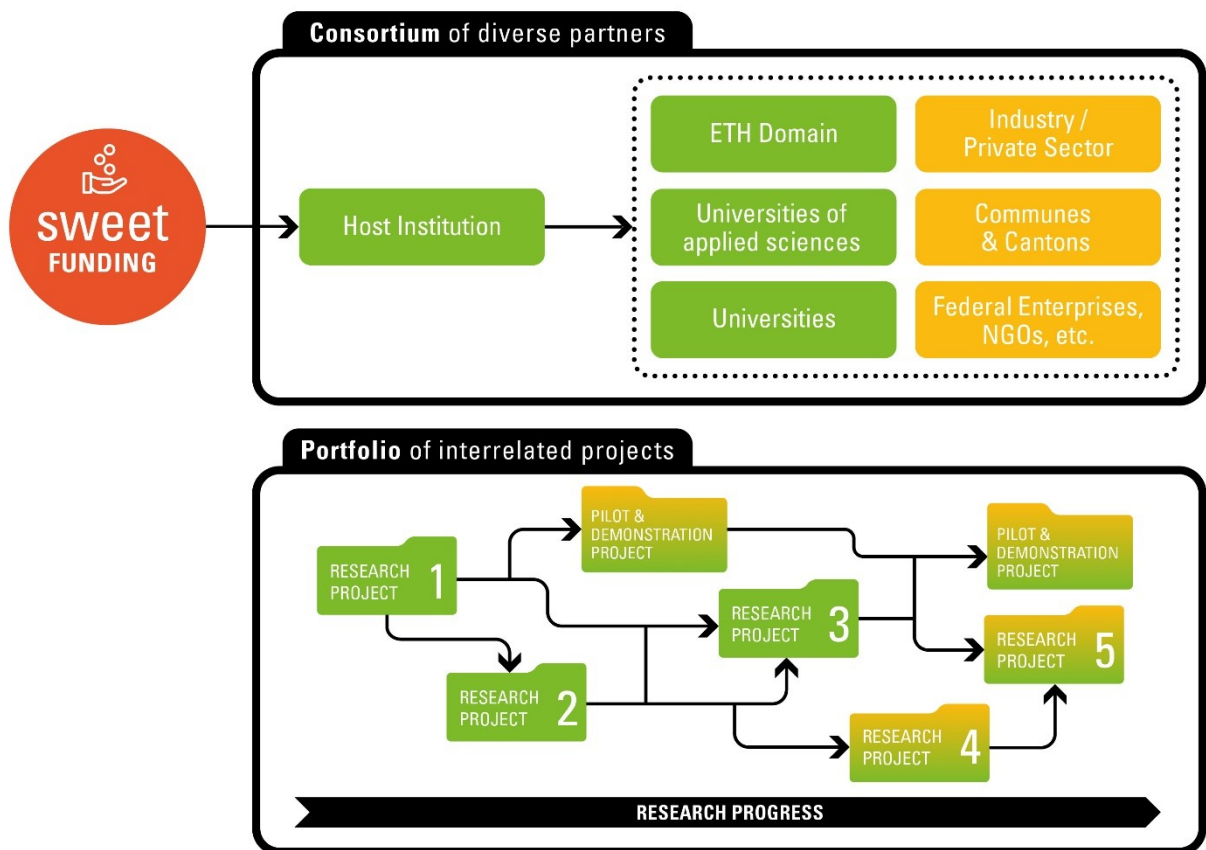 Consortium of diverse partners
sweet
FUNDING
Host Institution
ETH Domain
Industry /
Private Sector
Universities of
applied sciences
Communes
& Cantons
Universities
Federal Enterprises,
NGOs, etc.
Portfolio of interrelated projects
RESEARCH
PROJECT 1
PILOT &
DEMONSTRATION
PROJECT
PILOT &
DEMONSTRATION
PROJECT
RESEARCH
PROJECT 2
RESEARCH
PROJECT 3
RESEARCH
PROJECT 4
RESEARCH
PROJECT 5
RESEARCH PROGRESS